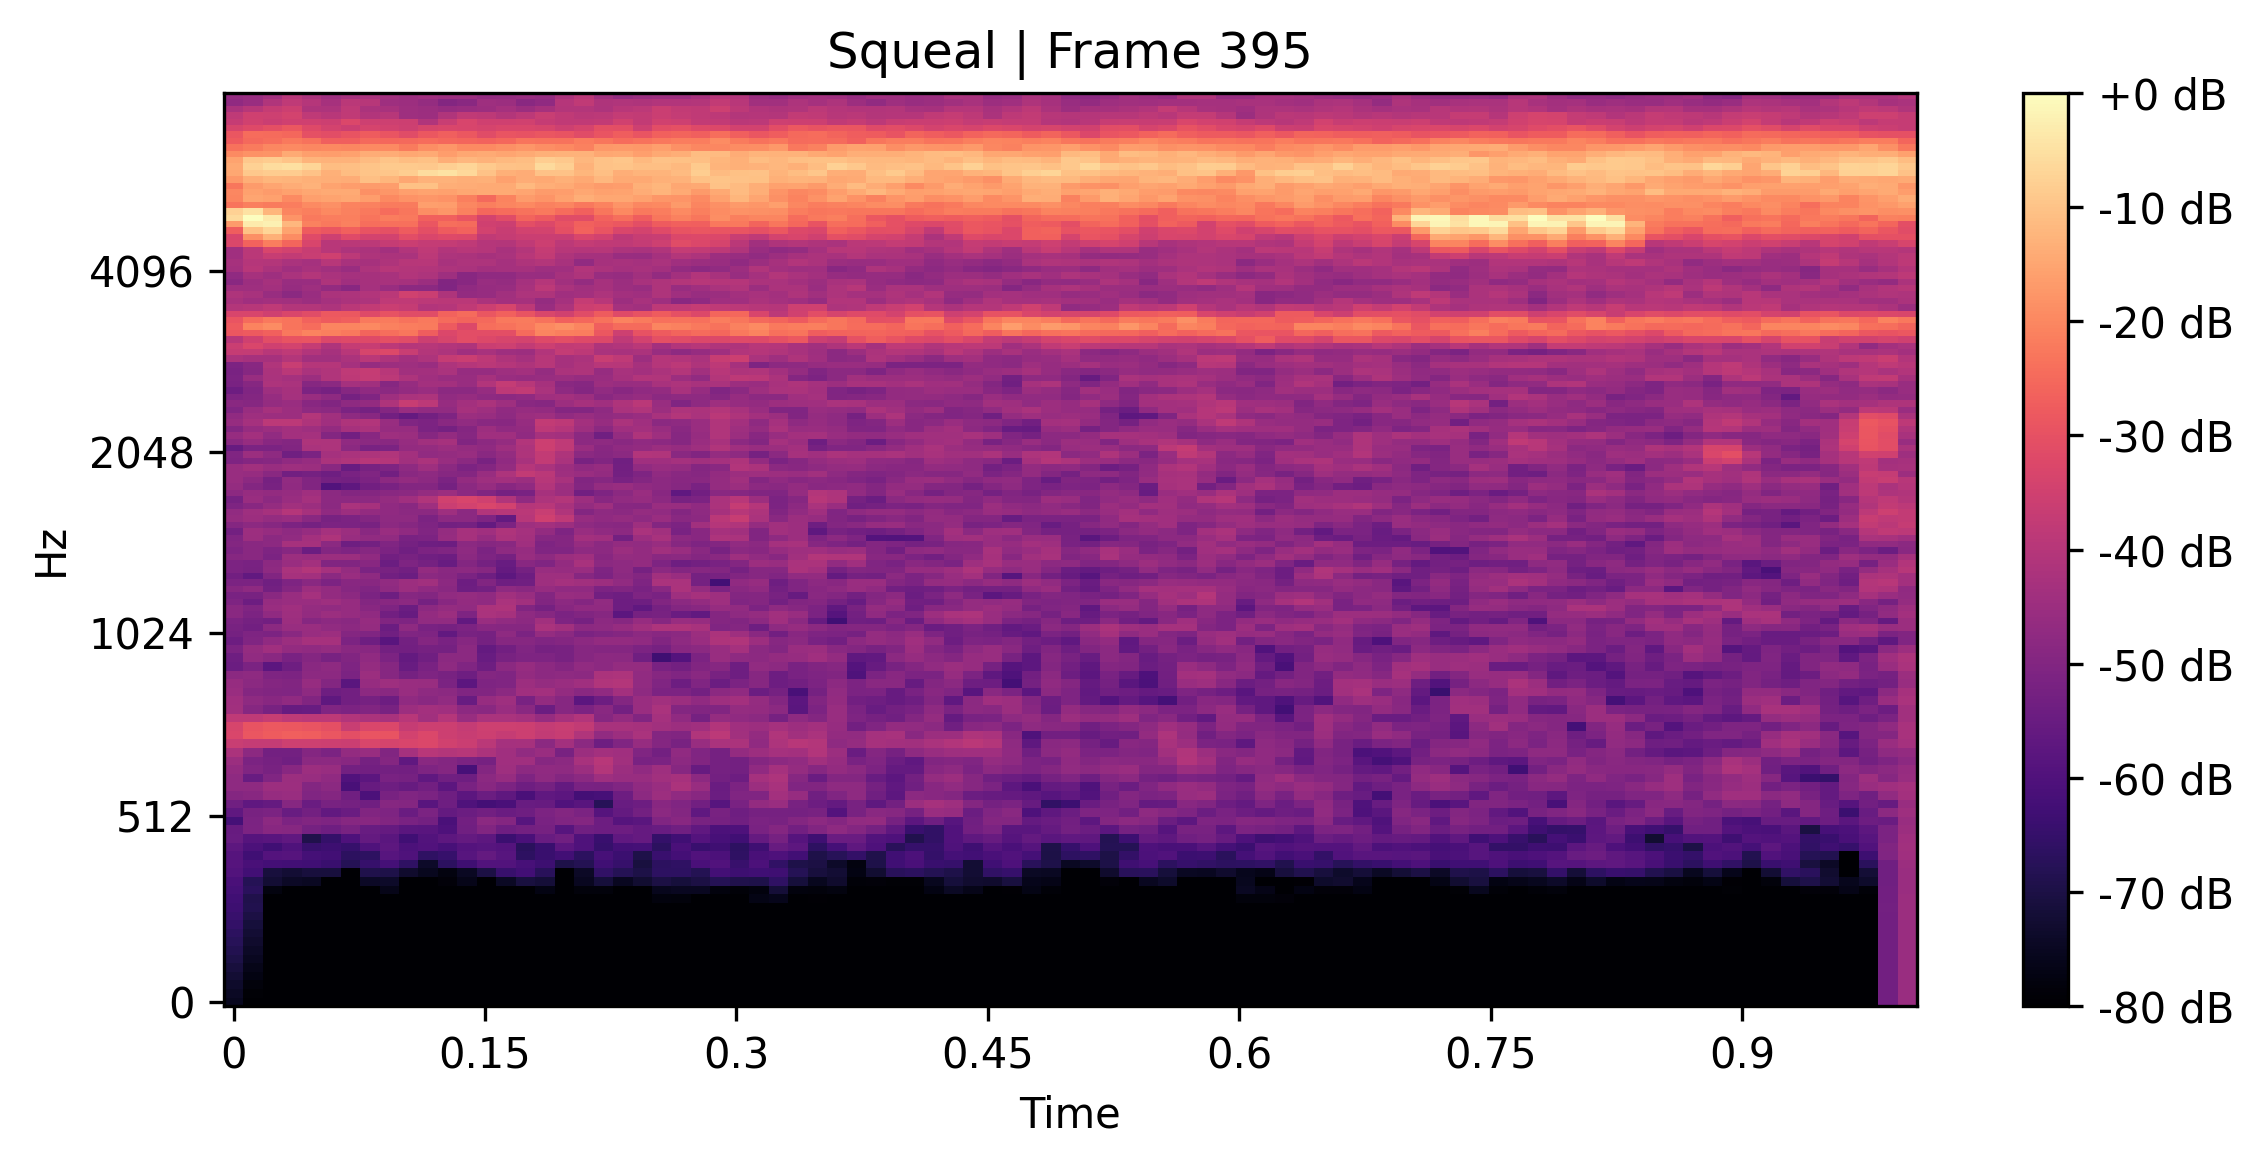 Squeal | Frame 395
Hz
4096
2048
1024
512
0
0 0.15 0.3 0.45 0.6 0.75 0.9
Time
+0 dB
-10 dB
-20 dB
-30 dB
-40 dB
-50 dB
-60 dB
-70 dB
-80 dB